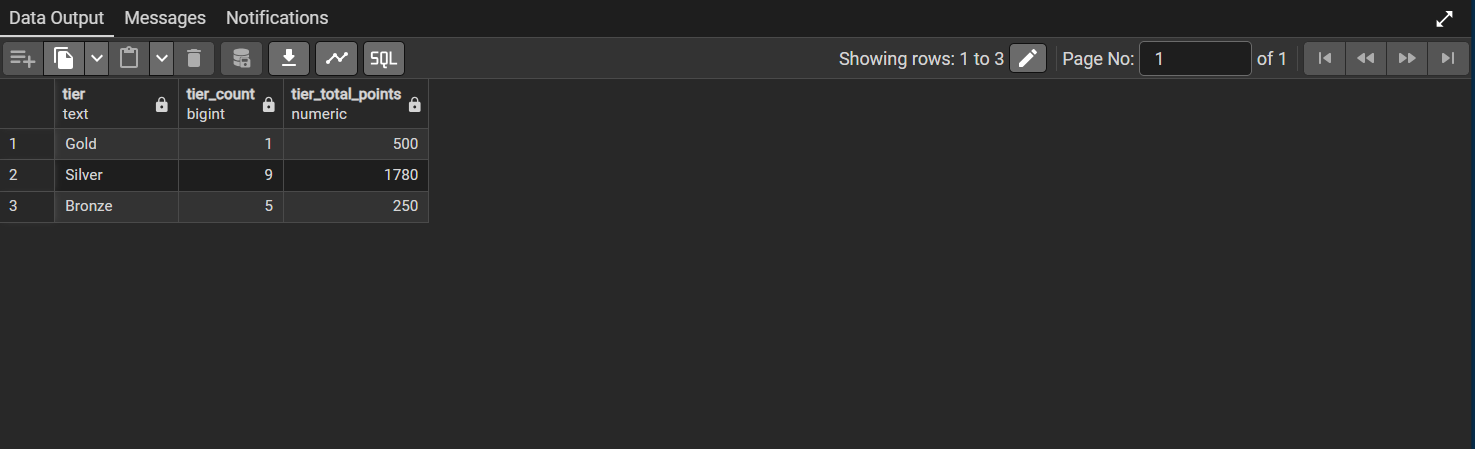 Data Output Messages Notifications
SQL Showing rows: 1 to 3 Page No: 1 of 1
tier tier_count tier_total_points
text bigint numeric
1 Gold 1 500
2 Silver 9 1780
3 Bronze 5 250